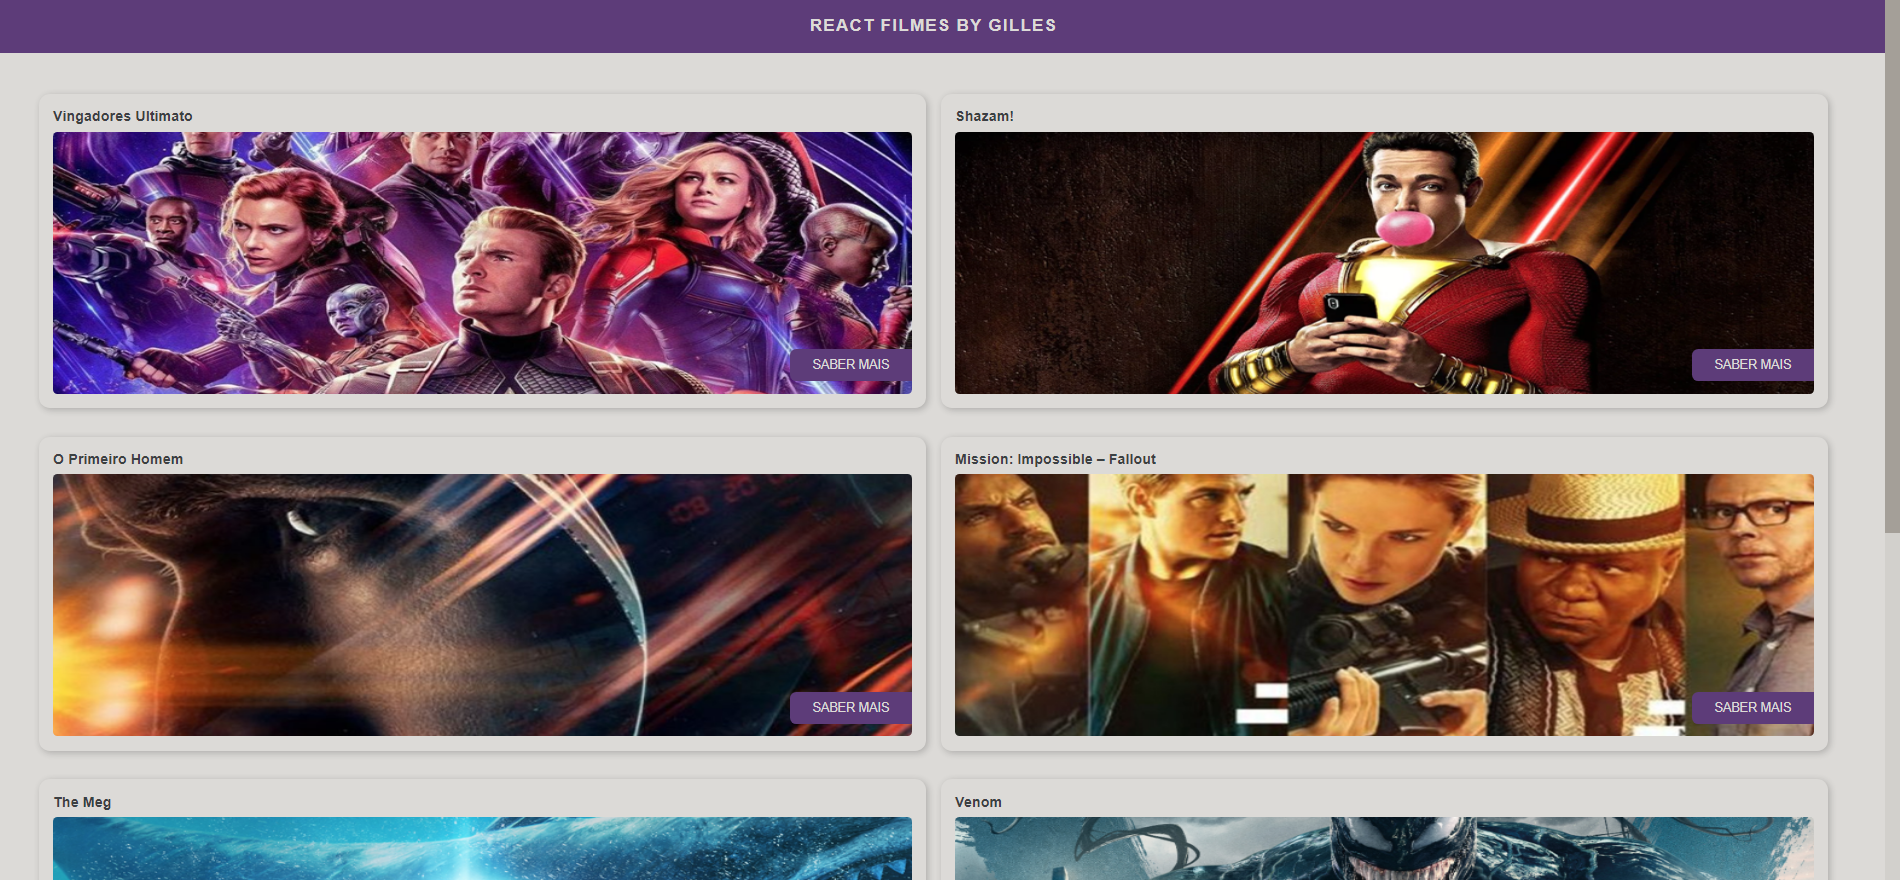 REACT FILMES BY GILLES
Vingadores Ultimato
SABER MAIS
Shazam!
SABER MAIS
O Primeiro Homem
SABER MAIS
Mission: Impossible – Fallout
SABER MAIS
The Meg
Venom